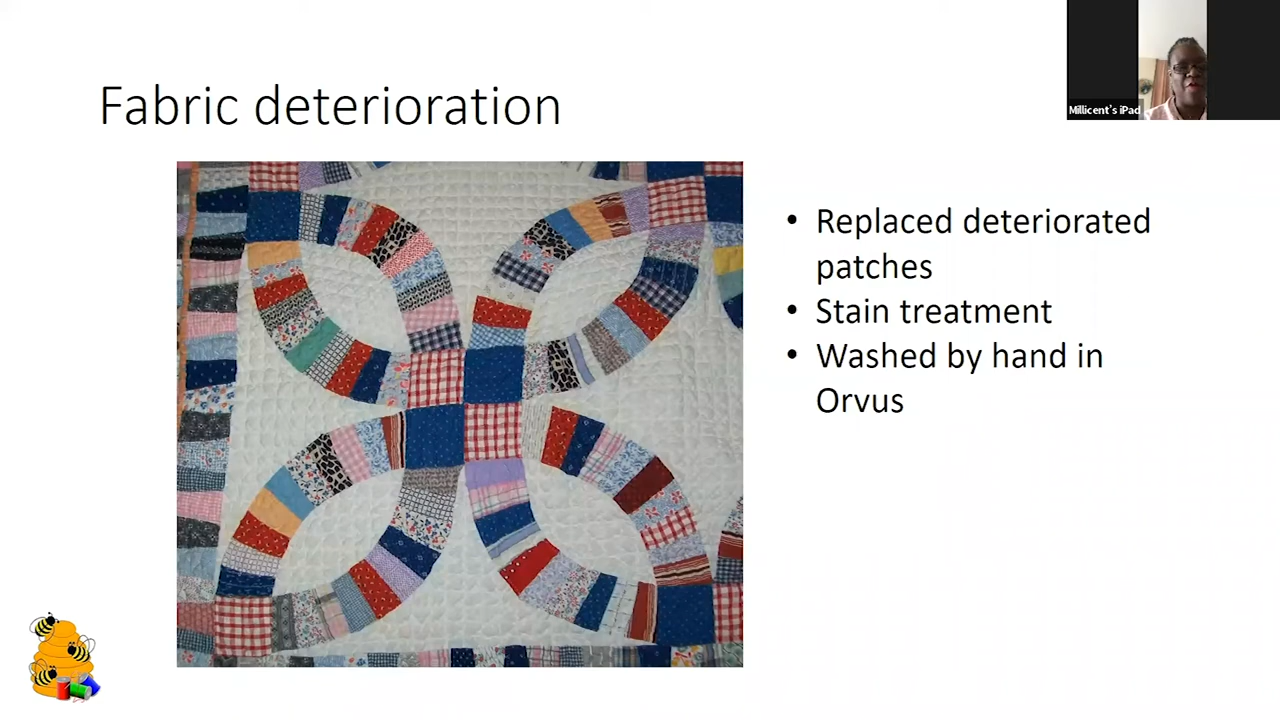 Fabric deterioration
Millicent's iPad
• Replaced deteriorated
patches
• Stain treatment
• Washed by hand in
Orvus